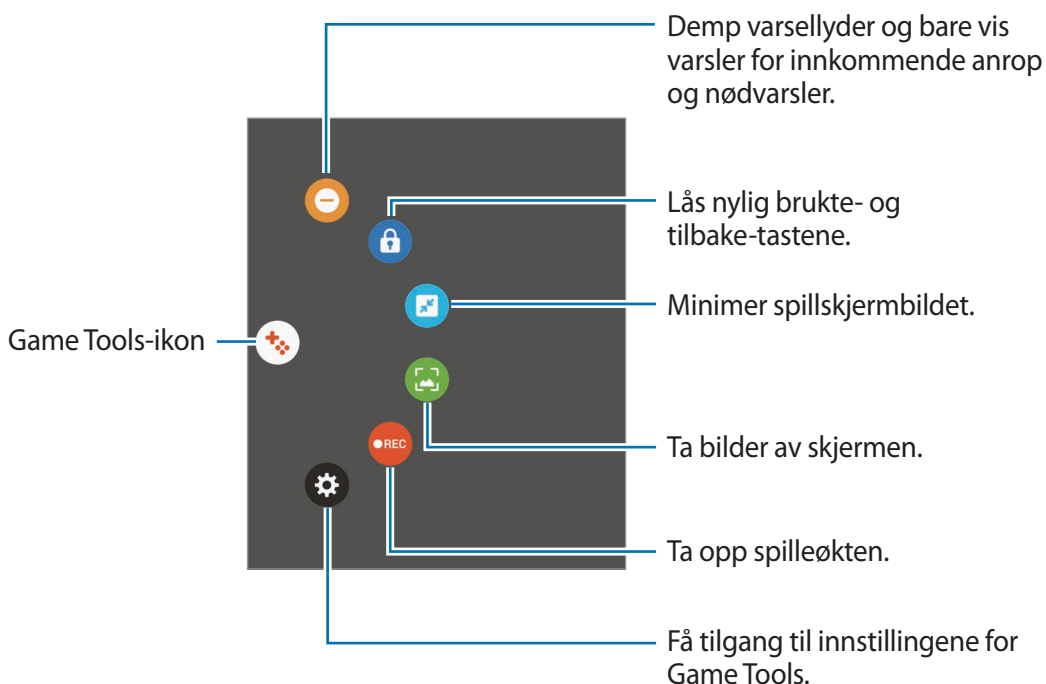 Demp varsellyder og bare vis
varsler for innkommende anrop
og nødvarsler.
Lås nylig brukte- og
tilbake-tastene.
Minimer spillskjermbildet.
Game Tools-ikon
Ta bilder av skjermen.
REC
Ta opp spilleøkten.
Få tilgang til innstillingene for
Game Tools.